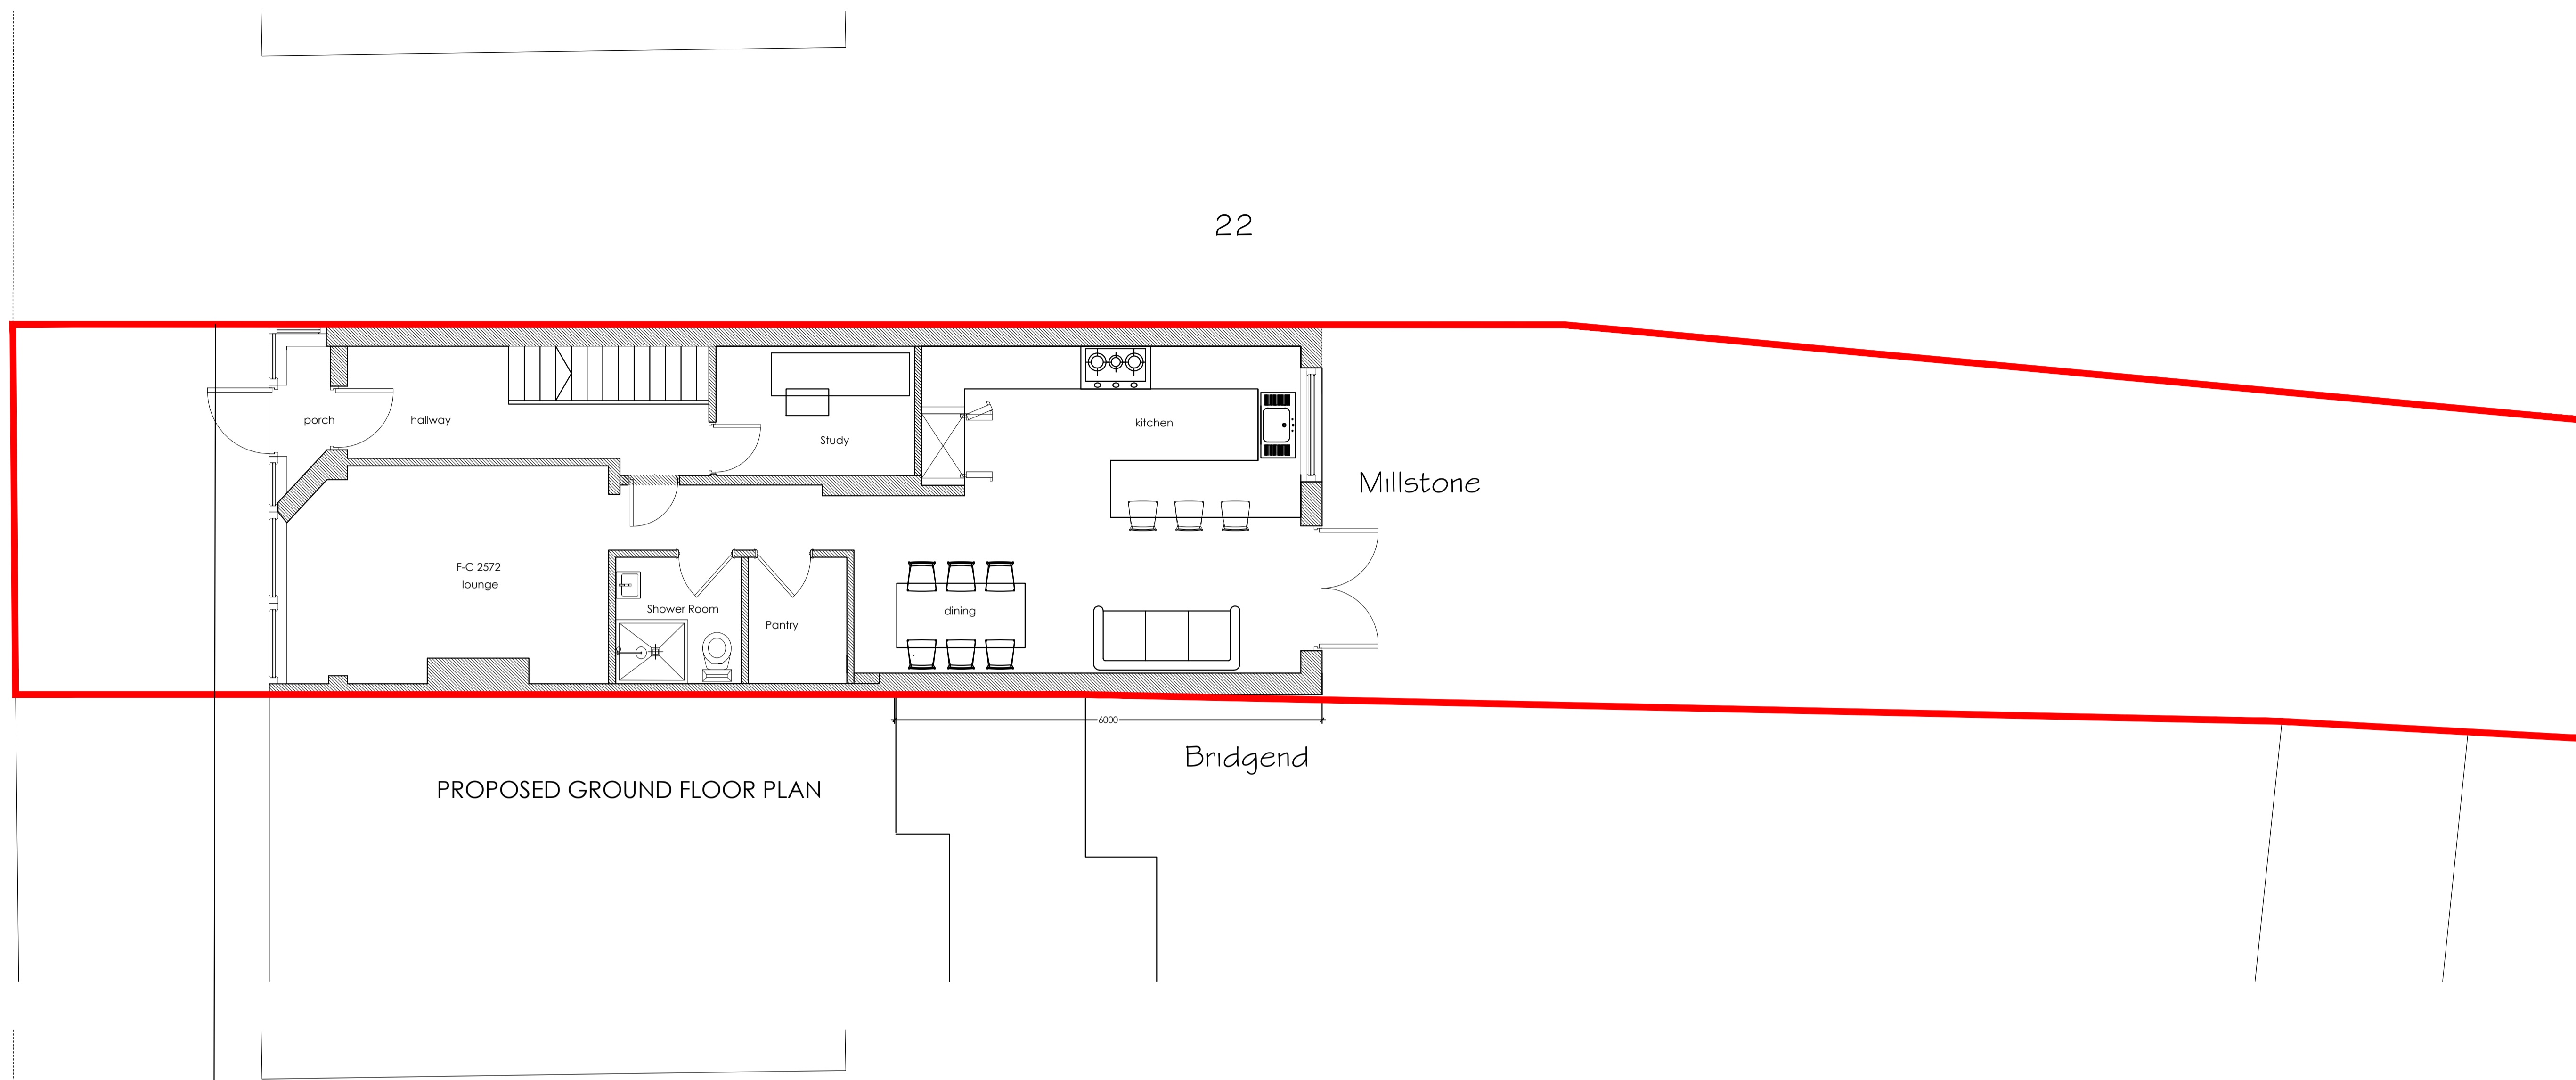 22
porch
hallway
Study
kitchen
Millstone
F-C 2572
lounge
Shower Room
Pantry
dining
6000
Bridgend
PROPOSED GROUND FLOOR PLAN